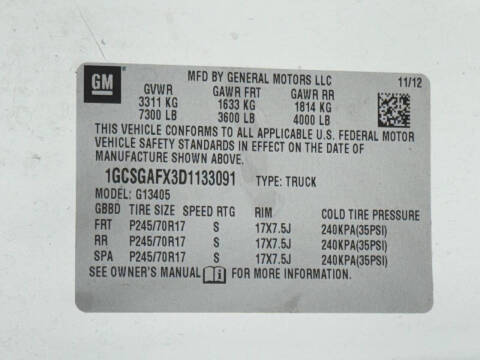 GM
MFD BY GENERAL MOTORS LLC
GVWR GAWR FRT GAWR RR 11/12
3311 KG 1633 KG 1814 KG
7300 LB 3600 LB 4000 LB
THIS VEHICLE CONFORMS TO ALL APPLICABLE U.S. FEDERAL MOTOR
VEHICLE SAFETY STANDARDS IN EFFECT ON THE DATE OF
MANUFACTURE SHOWN ABOVE.
1GCSGAFX3D1133091 TYPE: TRUCK
MODEL: G13405
GBBD TIRE SIZE SPEED RTG RIM COLD TIRE PRESSURE
FRT P245/70R17 S 17X7.5J 240KPA(35PSI)
RR P245/70R17 S 17X7.5J 240KPA(35PSI)
SPA P245/70R17 S 17X7.5J 240KPA(35PSI)
SEE OWNER'S MANUAL FOR MORE INFORMATION.